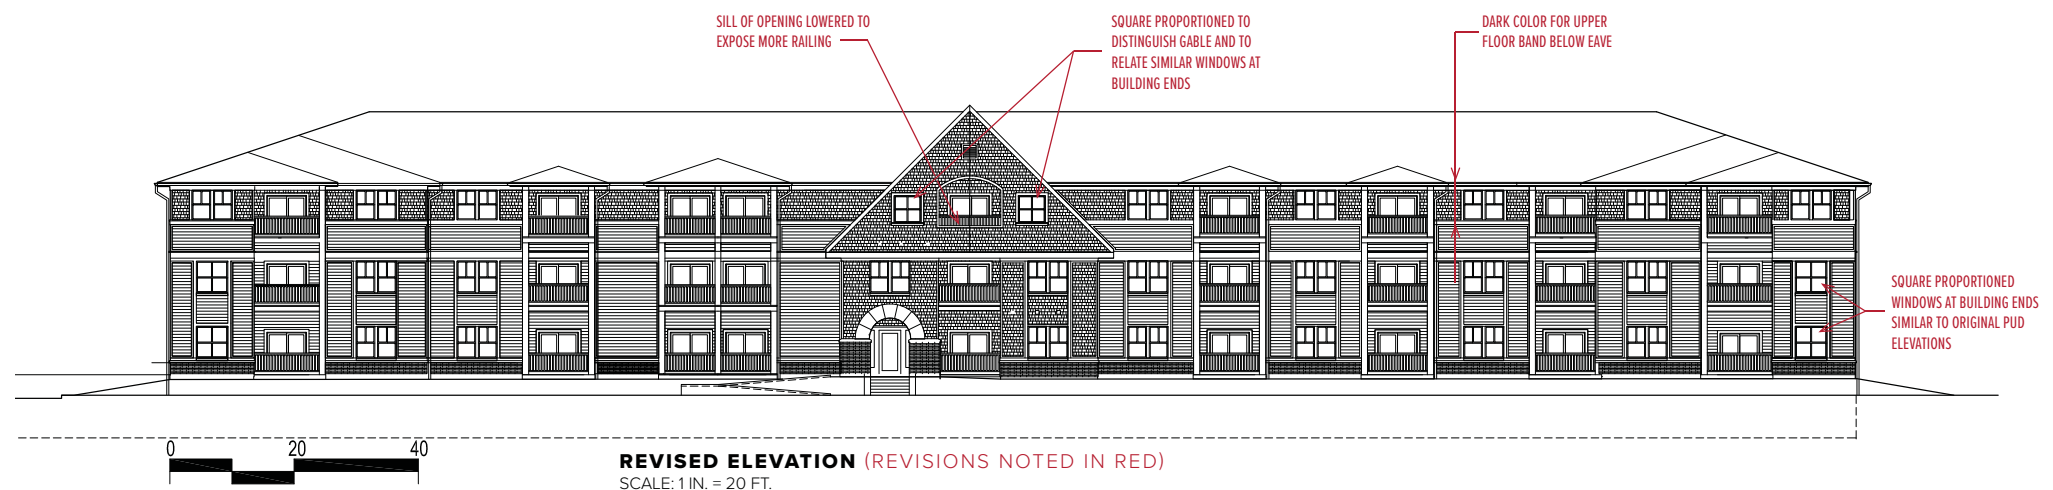 SILL OF OPENING LOWERED TO
EXPOSE MORE RAILING
SQUARE PROPORTIONED TO
DISTINGUISH GABLE AND TO
RELATE SIMILAR WINDOWS AT
BUILDING ENDS
DARK COLOR FOR UPPER
FLOOR BAND BELOW EAVE
SQUARE PROPORTIONED
WINDOWS AT BUILDING ENDS
SIMILAR TO ORIGINAL PUD
ELEVATIONS
0 20 40
REVISED ELEVATION (REVISIONS NOTED IN RED)
SCALE: 1 IN. = 20 FT.